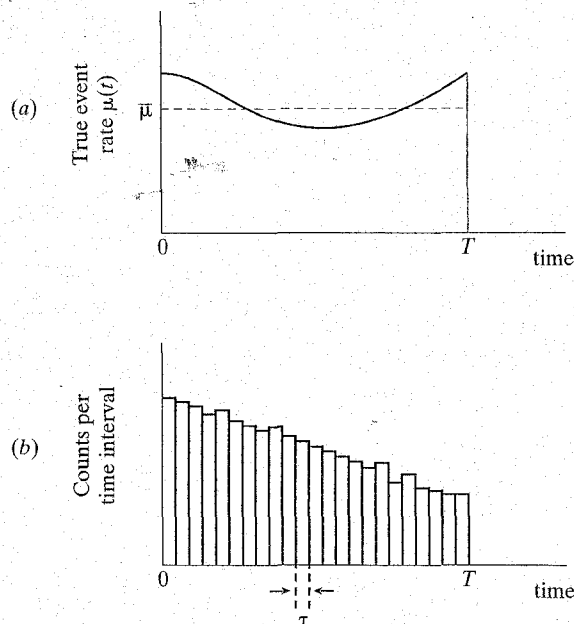 (a)
True event
rate μ(t)
μ̄
0
T
time
(b)
Counts per
time interval
0
T
time
τ